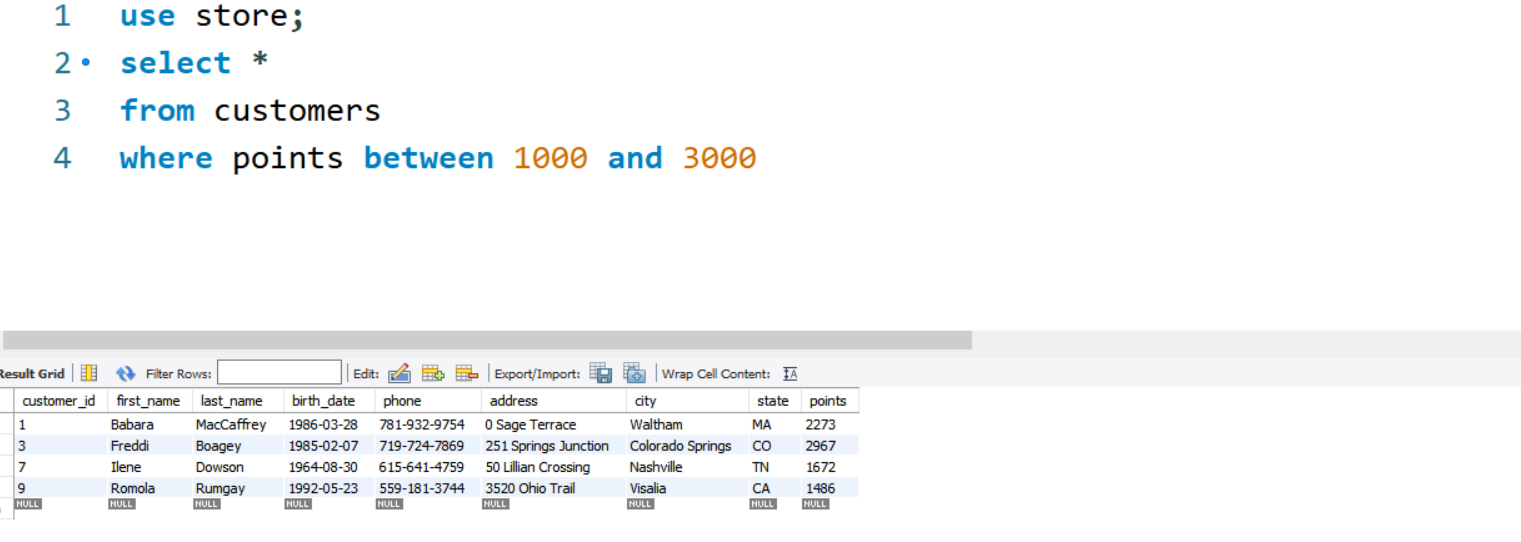 1 use store;
2 select *
3 from customers
4 where points between 1000 and 3000
Result Grid Filter Rows: Edit: Export/Import: Wrap Cell Content:
customer_id first_name last_name birth_date phone address city state points
1 Babara MacCaffrey 1986-03-28 781-932-9754 0 Sage Terrace Waltham MA 2273
3 Freddi Boagey 1985-02-07 719-724-7869 251 Springs Junction Colorado Springs CO 2967
7 Ilene Dowson 1964-08-30 615-641-4759 50 Lillian Crossing Nashville TN 1672
9 Romola Rumgay 1992-05-23 559-181-3744 3520 Ohio Trail Visalia CA 1486
NULL NULL NULL NULL NULL NULL NULL NULL NULL